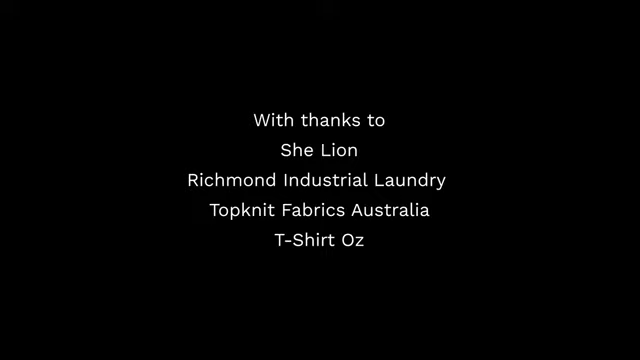 With thanks to
She Lion
Richmond Industrial Laundry
Topknit Fabrics Australia
T-Shirt Oz